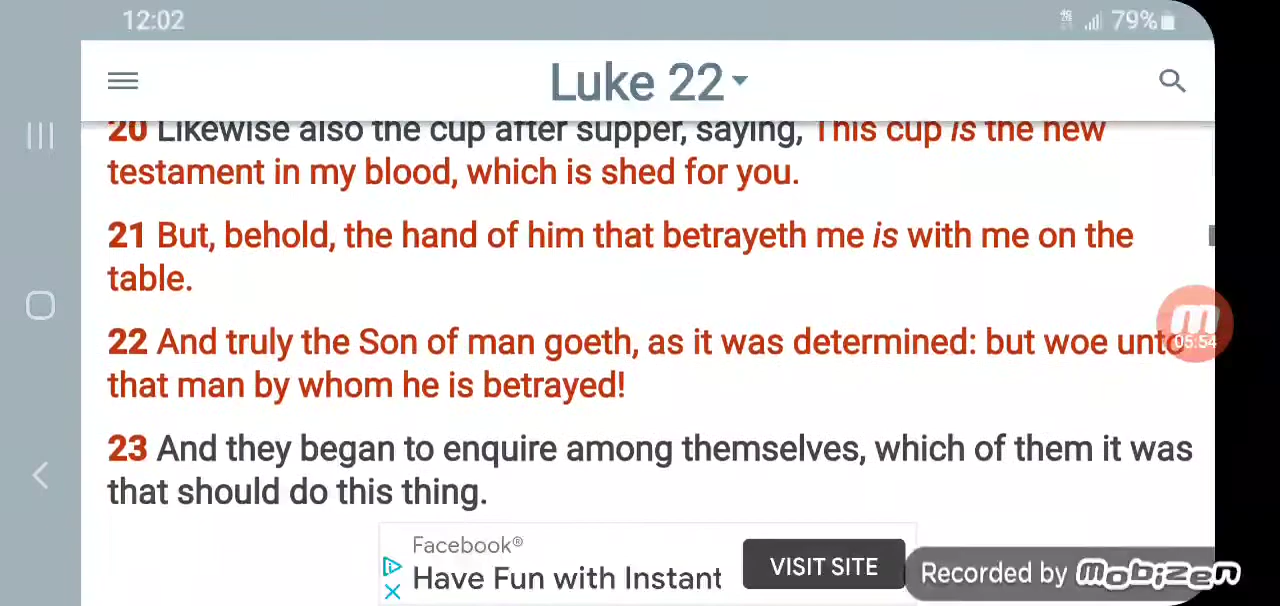 12:02
79%
Luke 22
20 Likewise also the cup after supper, saying, This cup is the new
testament in my blood, which is shed for you.
21 But, behold, the hand of him that betrayeth me is with me on the
table.
22 And truly the Son of man goeth, as it was determined: but woe unto
05:54
that man by whom he is betrayed!
23 And they began to enquire among themselves, which of them it was
that should do this thing.
Facebook®
Have Fun with Instant
VISIT SITE
Recorded by mobizen